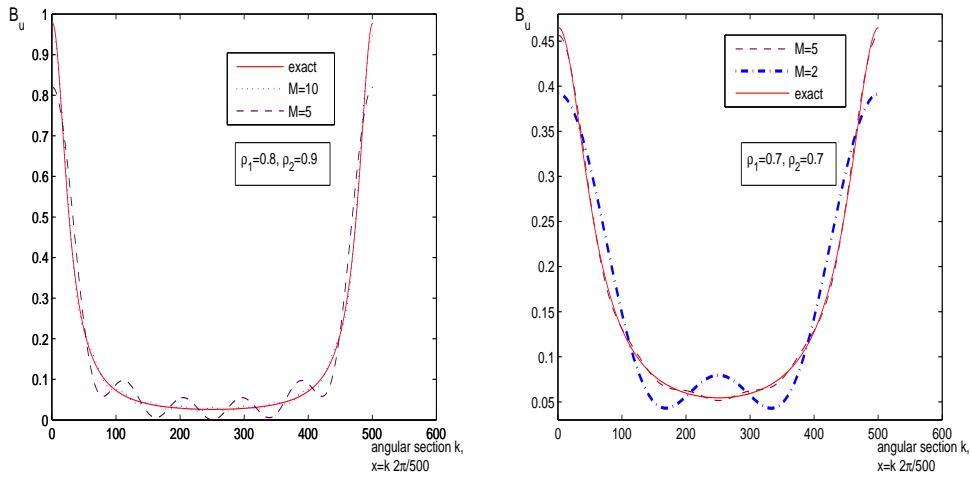 B_u
1
0.9
0.8
0.7
0.6
0.5
0.4
0.3
0.2
0.1
0
0 100 200 300 400 500 600
exact
M=10
M=5
ρ_1=0.8, ρ_2=0.9
angular section k,
x=k 2π/500
B_u
0.45
0.4
0.35
0.3
0.25
0.2
0.15
0.1
0.05
0 100 200 300 400 500 600
M=5
M=2
exact
ρ_1=0.7, ρ_2=0.7
angular section k,
x=k 2π/500